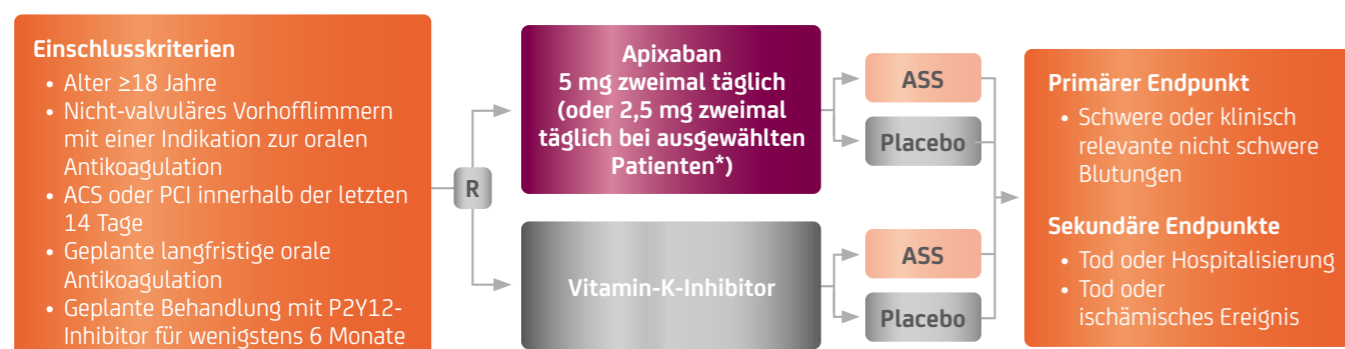 Einschlusskriterien
• Alter ≥18 Jahre
• Nicht-valvuläres Vorhofflimmern
mit einer Indikation zur oralen
Antikoagulation
• ACS oder PCI innerhalb der letzten
14 Tage
• Geplante langfristige orale
Antikoagulation
• Geplante Behandlung mit P2Y12-
Inhibitor für wenigstens 6 Monate
R
Apixaban
5 mg zweimal täglich
(oder 2,5 mg zweimal
täglich bei ausgewählten
Patienten*)
ASS
Placebo
Vitamin-K-Inhibitor
ASS
Placebo
Primärer Endpunkt
• Schwere oder klinisch
relevante nicht schwere
Blutungen
Sekundäre Endpunkte
• Tod oder Hospitalisierung
• Tod oder
ischämisches Ereignis